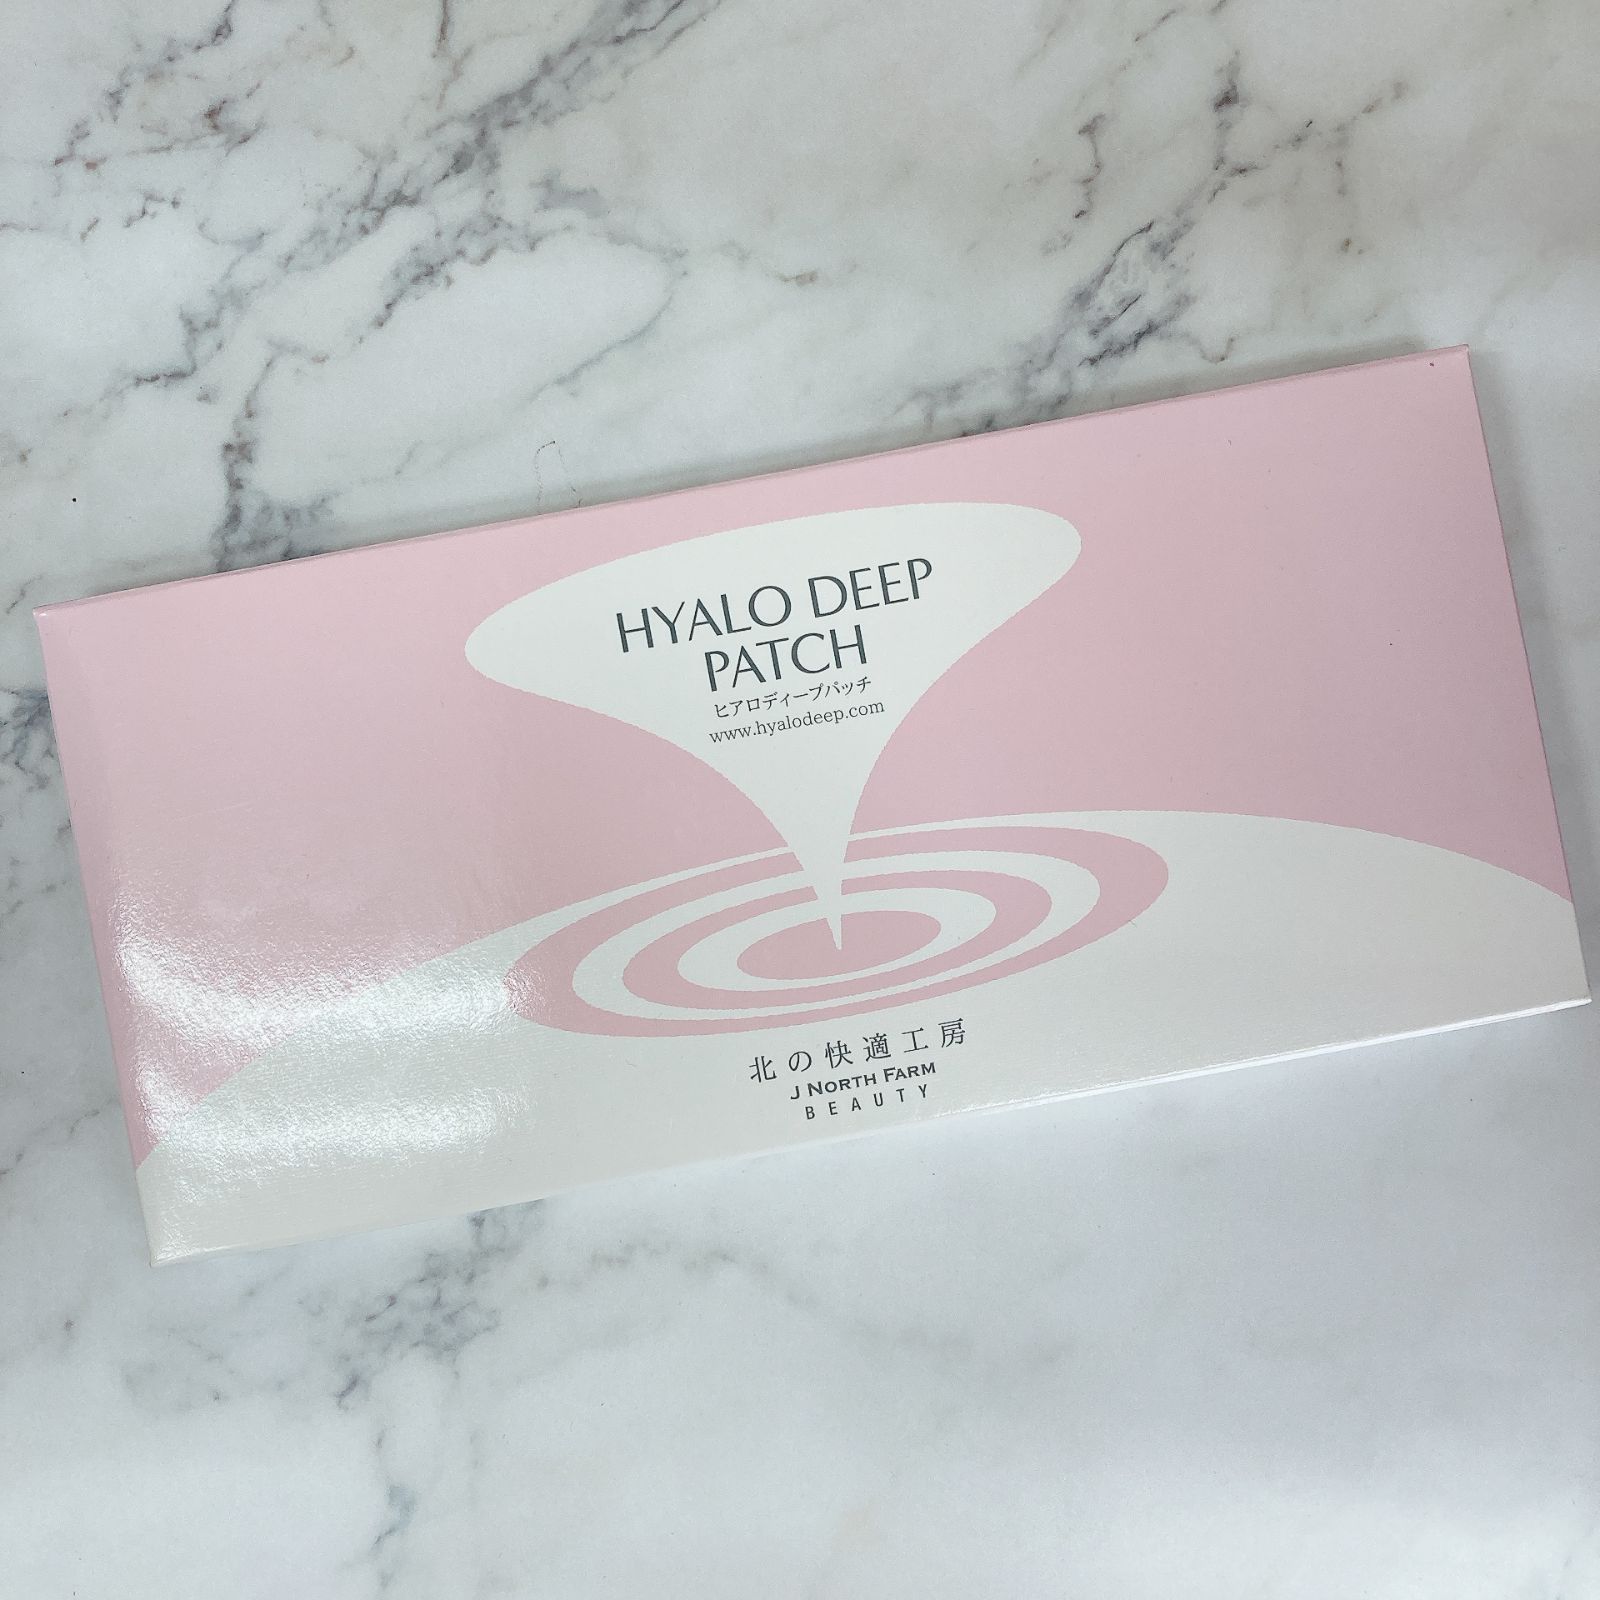 HYALO DEEP
PATCH
ヒアロディープパッチ
www.hyalodeep.com
北の快適工房
J NORTH FARM
BEAUTY